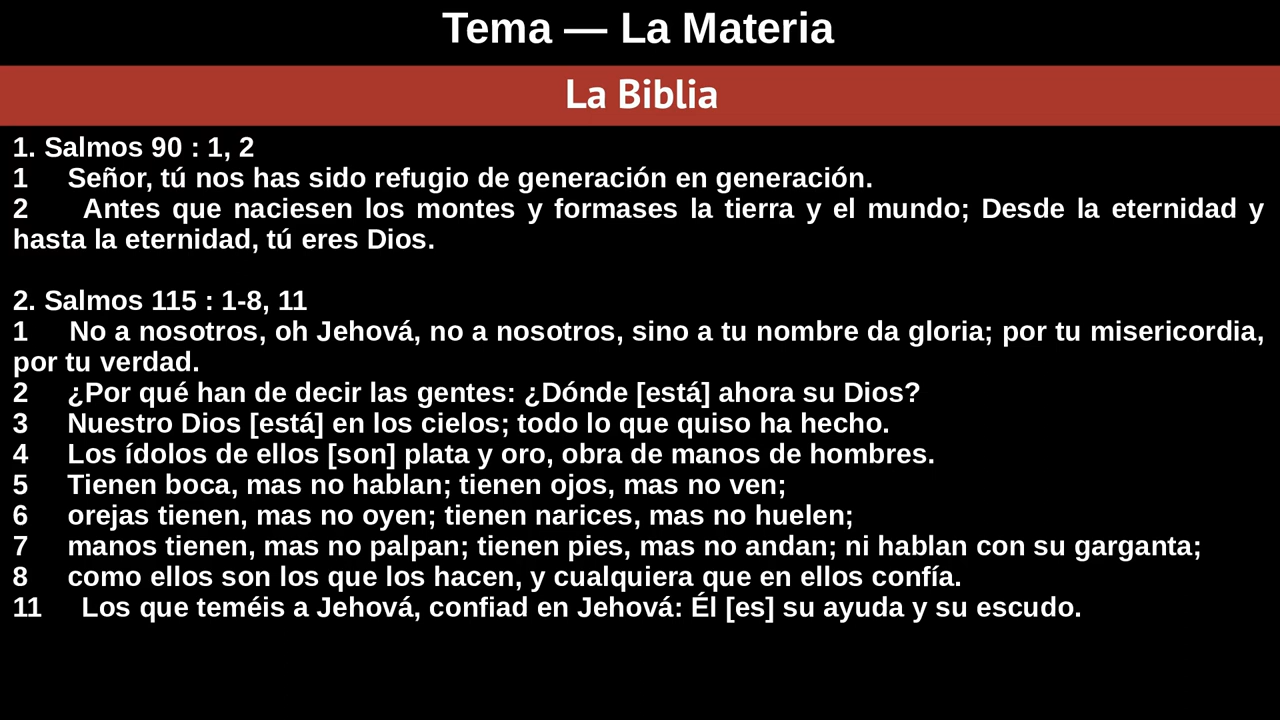 Tema — La Materia
La Biblia
1. Salmos 90 : 1, 2
1 Señor, tú nos has sido refugio de generación en generación.
2 Antes que naciesen los montes y formases la tierra y el mundo; Desde la eternidad y
hasta la eternidad, tú eres Dios.
2. Salmos 115 : 1-8, 11
1 No a nosotros, oh Jehová, no a nosotros, sino a tu nombre da gloria; por tu misericordia,
por tu verdad.
2 ¿Por qué han de decir las gentes: ¿Dónde [está] ahora su Dios?
3 Nuestro Dios [está] en los cielos; todo lo que quiso ha hecho.
4 Los ídolos de ellos [son] plata y oro, obra de manos de hombres.
5 Tienen boca, mas no hablan; tienen ojos, mas no ven;
6 orejas tienen, mas no oyen; tienen narices, mas no huelen;
7 manos tienen, mas no palpan; tienen pies, mas no andan; ni hablan con su garganta;
8 como ellos son los que los hacen, y cualquiera que en ellos confía.
11 Los que teméis a Jehová, confiad en Jehová: Él [es] su ayuda y su escudo.